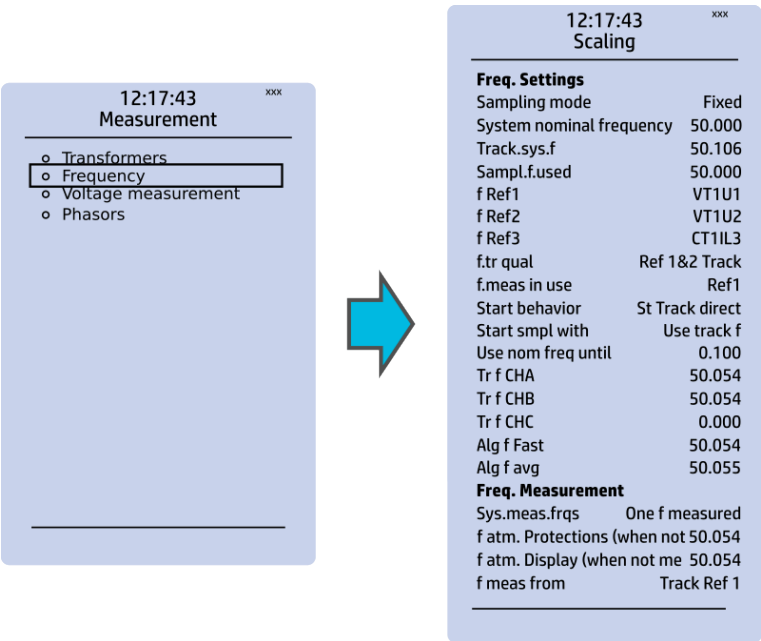 12:17:43 xxx
Measurement
Transformers
Frequency
Voltage measurement
Phasors
12:17:43 xxx
Scaling
Freq. Settings
Sampling mode Fixed
System nominal frequency 50.000
Track.sys.f 50.106
Sampl.f.used 50.000
f Ref1 VT1U1
f Ref2 VT1U2
f Ref3 CT1IL3
f.tr qual Ref 1&2 Track
f.meas in use Ref1
Start behavior St Track direct
Start smpl with Use track f
Use nom freq until 0.100
Tr f CHA 50.054
Tr f CHB 50.054
Tr f CHC 0.000
Alg f Fast 50.054
Alg f avg 50.055
Freq. Measurement
Sys.meas.frqs One f measured
f atm. Protections (when not 50.054
f atm. Display (when not me 50.054
f meas from Track Ref 1